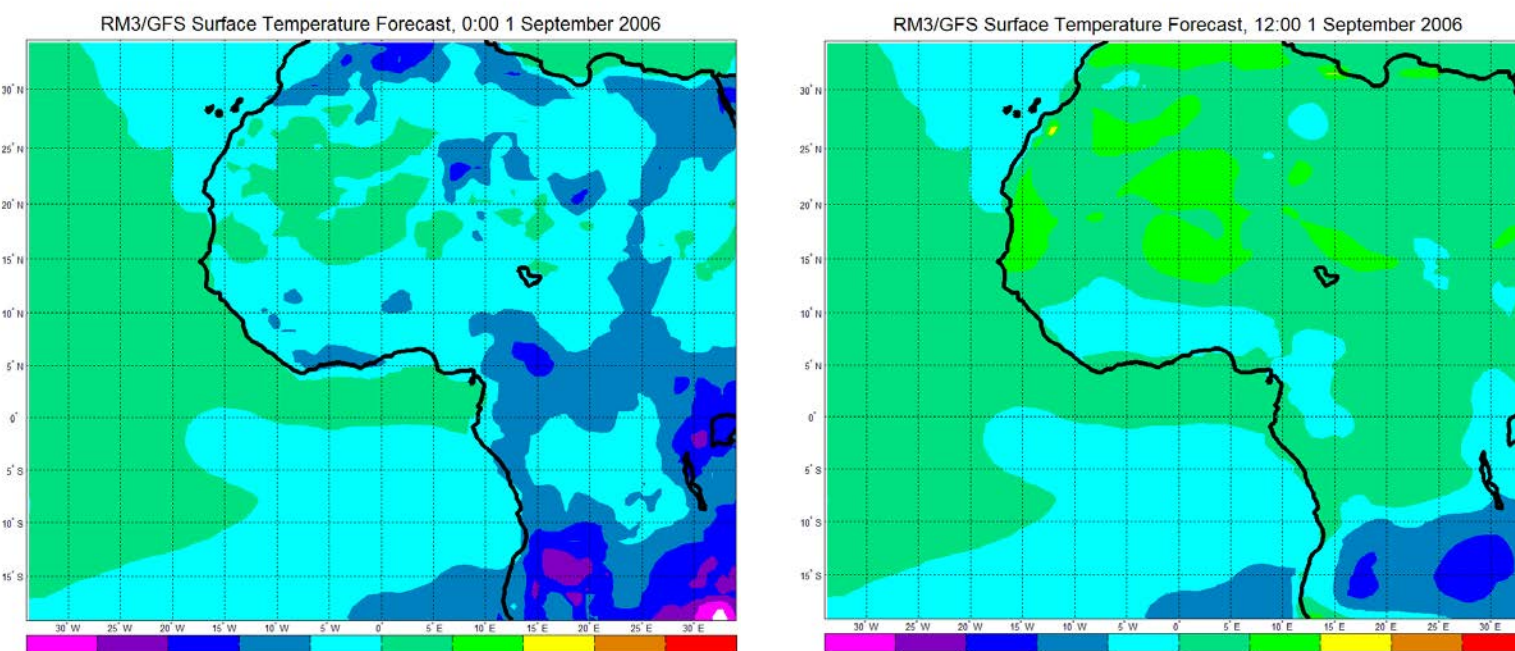 RM3/GFS Surface Temperature Forecast, 0:00 1 September 2006
30° N
25° N
20° N
15° N
10° N
5° N
0°
5° S
10° S
15° S
30° W 25° W 20° W 15° W 10° W 5° W 0° 5° E 10° E 15° E 20° E 25° E 30° E
RM3/GFS Surface Temperature Forecast, 12:00 1 September 2006
30° N
25° N
20° N
15° N
10° N
5° N
0°
5° S
10° S
15° S
30° W 25° W 20° W 15° W 10° W 5° W 0° 5° E 10° E 15° E 20° E 25° E 30° E